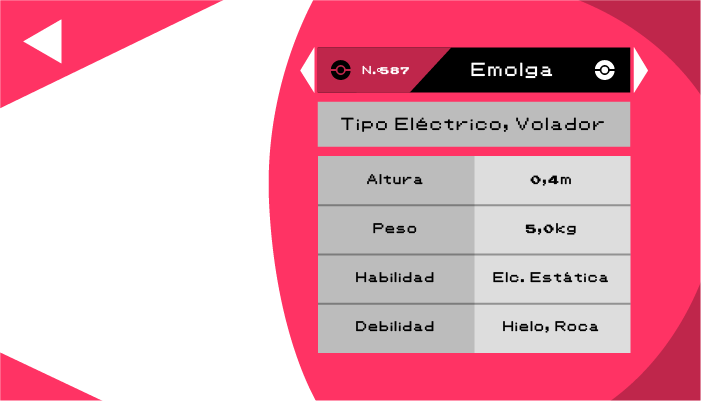 N.º587
Emolga
Tipo Eléctrico, Volador
Altura
0,4m
Peso
5,0kg
Habilidad
Elc. Estática
Debilidad
Hielo, Roca